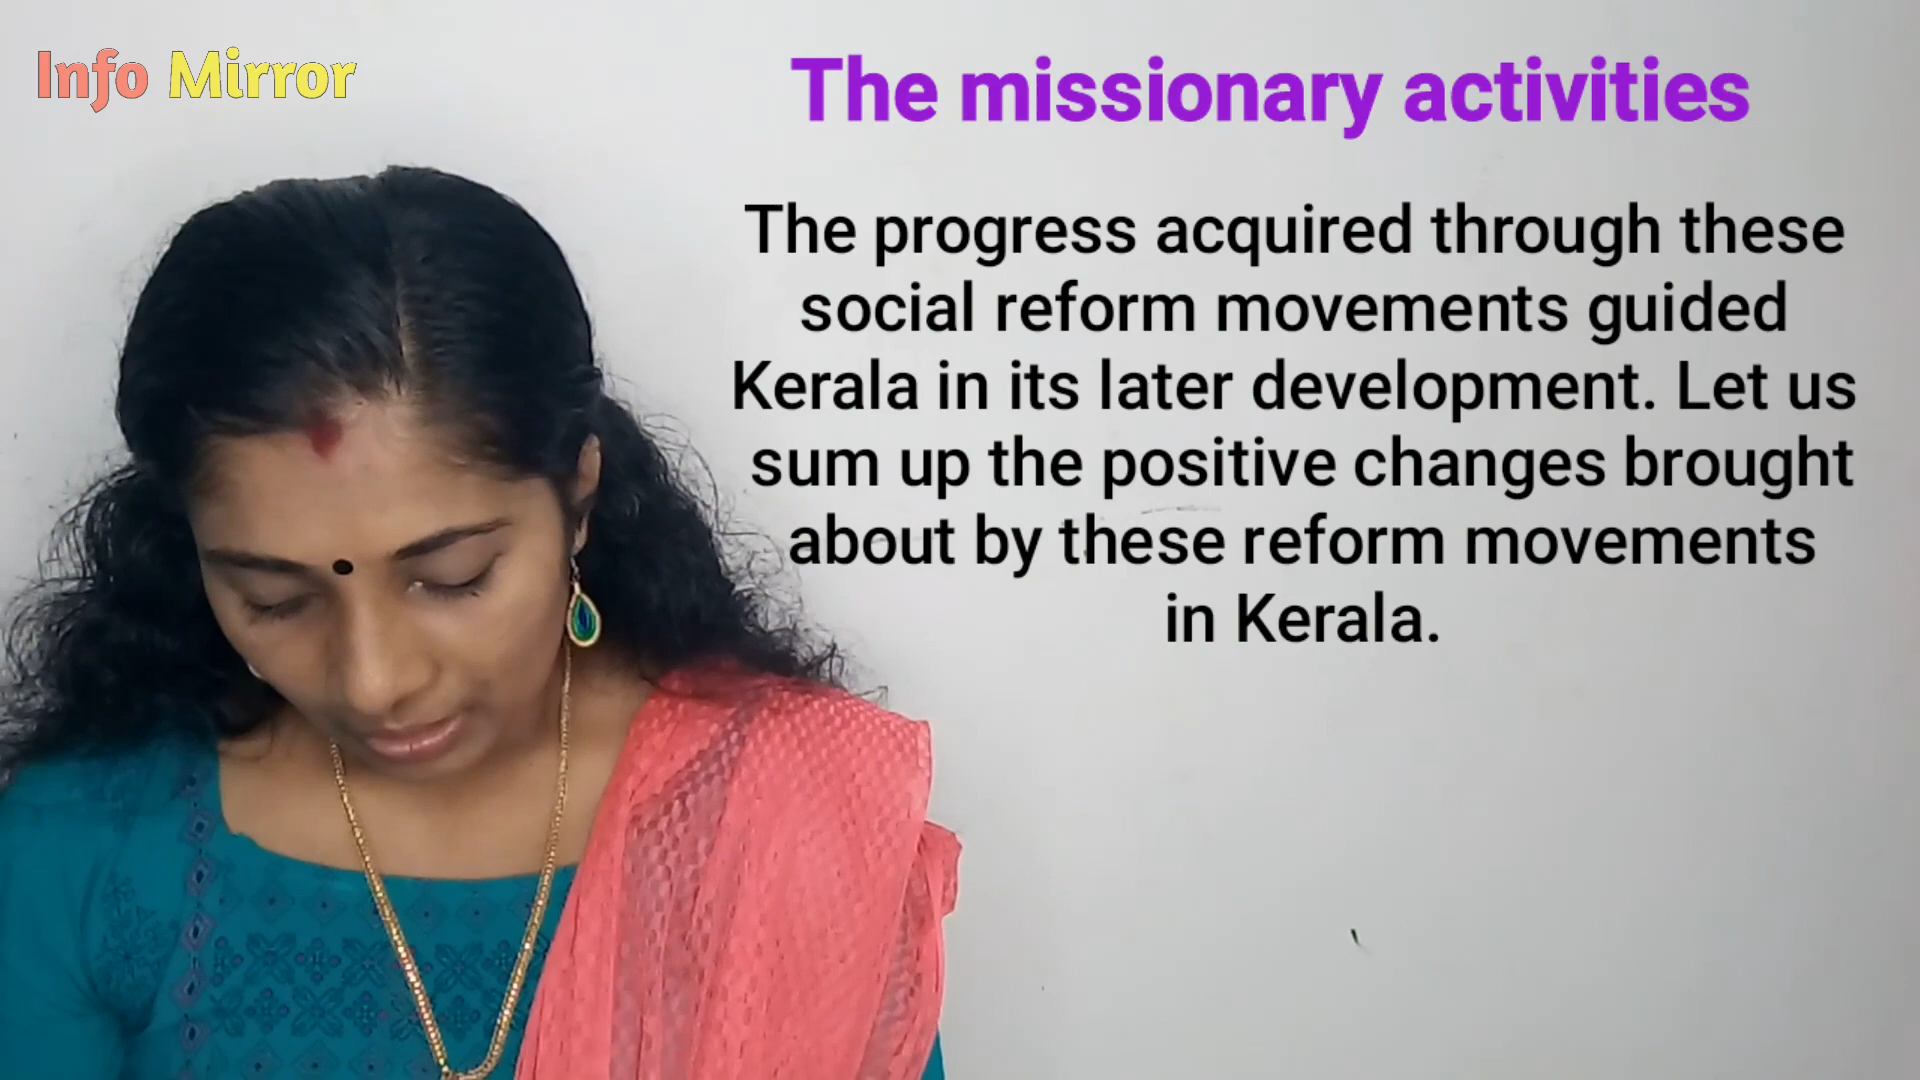 Info Mirror
The missionary activities
The progress acquired through these
social reform movements guided
Kerala in its later development. Let us
sum up the positive changes brought
about by these reform movements
in Kerala.